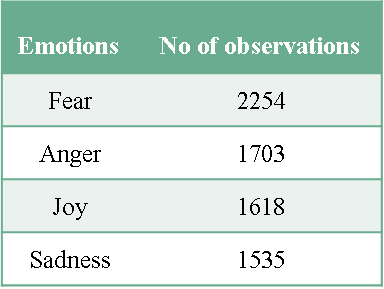 Emotions No of observations
Fear 2254
Anger 1703
Joy 1618
Sadness 1535